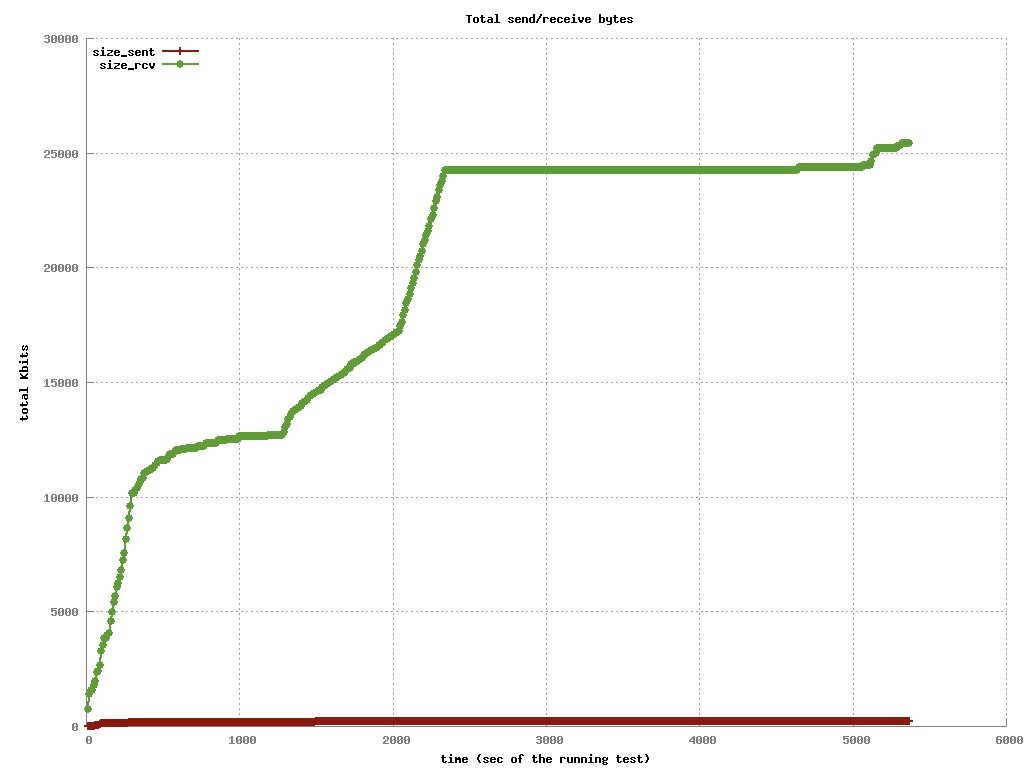 Total send/receive bytes
30000
size_sent
size_rcv
25000
20000
total Kbits
15000
10000
5000
0
0 1000 2000 3000 4000 5000 6000
time (sec of the running test)